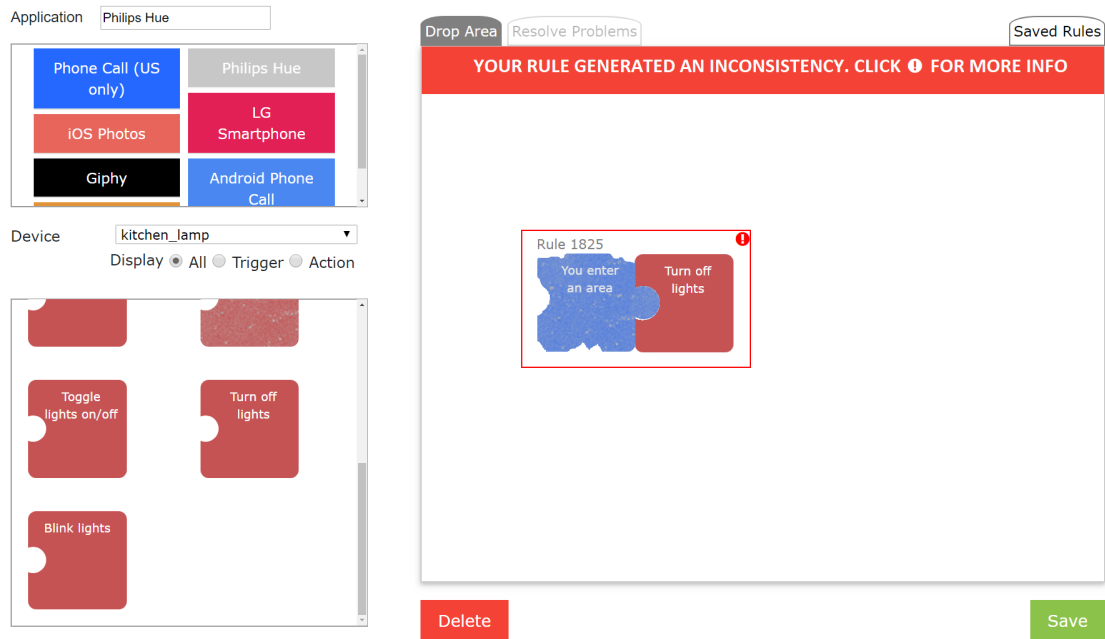 Application
Philips Hue
Phone Call (US
only)
Philips Hue
iOS Photos
LG
Smartphone
Giphy
Android Phone
Call
Device
kitchen_lamp
Display All Trigger Action
Toggle
lights on/off
Turn off
lights
Blink lights
Drop Area
Resolve Problems
Saved Rules
YOUR RULE GENERATED AN INCONSISTENCY. CLICK ! FOR MORE INFO
Rule 1825
You enter
an area
Turn off
lights
Delete
Save